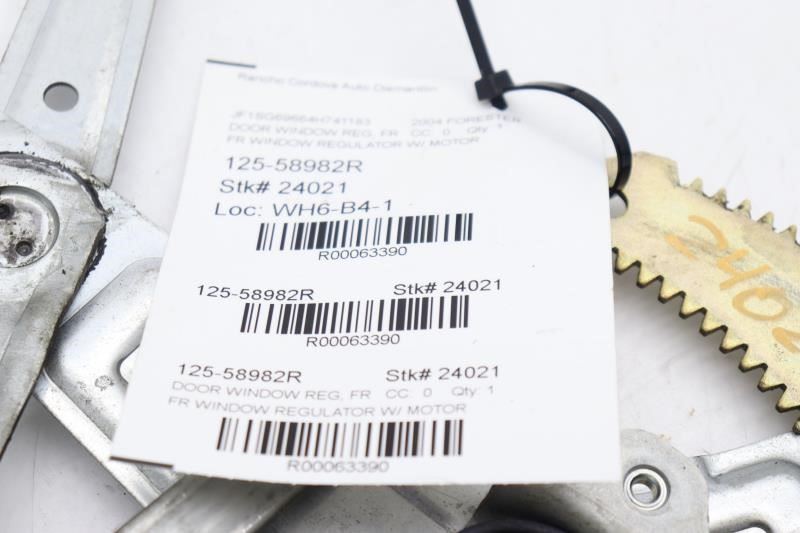 Rancho Cordova Auto Dismantlin
JF1SG69664H741183 2004 FORESTER
DOOR WINDOW REG, FR CC: 0 Qty: 1
FR WINDOW REGULATOR W/ MOTOR
125-58982R
Stk# 24021
Loc: WH6-B4-1
R00063390
125-58982R Stk# 24021
R00063390
125-58982R Stk# 24021
DOOR WINDOW REG, FR CC: 0 Qty: 1
FR WINDOW REGULATOR W/ MOTOR
R00063390
2402